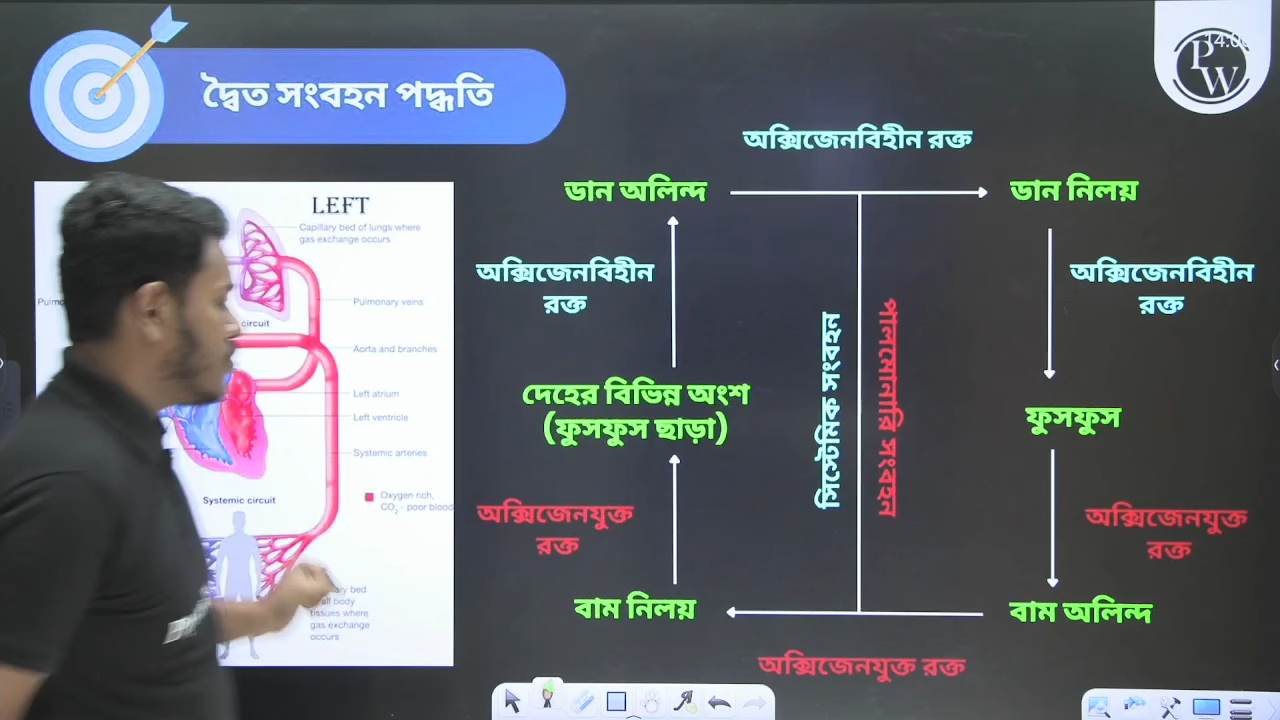 দ্বৈত সংবহন পদ্ধতি
PW
LEFT
Capillary bed of lungs where
gas exchange occurs
Pulmonary veins
circuit
Aorta and branches
Left atrium
Left ventricle
Systemic arteries
Systemic circuit
Oxygen rich,
CO2 - poor blood
bed
body
tissues where
gas exchange
occurs
অক্সিজেনবিহীন রক্ত
ডান অলিন্দ
ডান নিলয়
অক্সিজেনবিহীন
রক্ত
অক্সিজেনবিহীন
রক্ত
দেহের বিভিন্ন অংশ
(ফুসফুস ছাড়া)
সিস্টেমিক সংবহন
পালমোনারি সংবহন
ফুসফুস
অক্সিজেনযুক্ত
রক্ত
অক্সিজেনযুক্ত
রক্ত
বাম নিলয়
বাম অলিন্দ
অক্সিজেনযুক্ত রক্ত